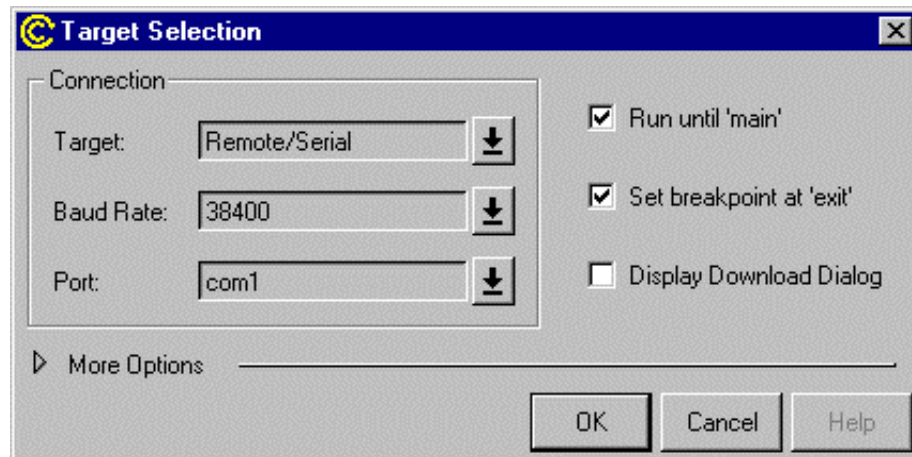 Target Selection
Connection
Target: Remote/Serial
Baud Rate: 38400
Port: com1
Run until 'main'
Set breakpoint at 'exit'
Display Download Dialog
More Options
OK Cancel Help